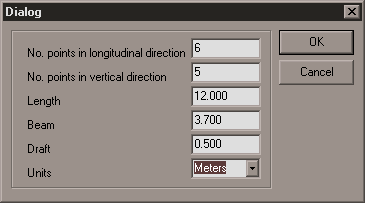 Dialog
No. points in longitudinal direction 6
OK
No. points in vertical direction 5
Cancel
Length 12.000
Beam 3.700
Draft 0.500
Units Meters